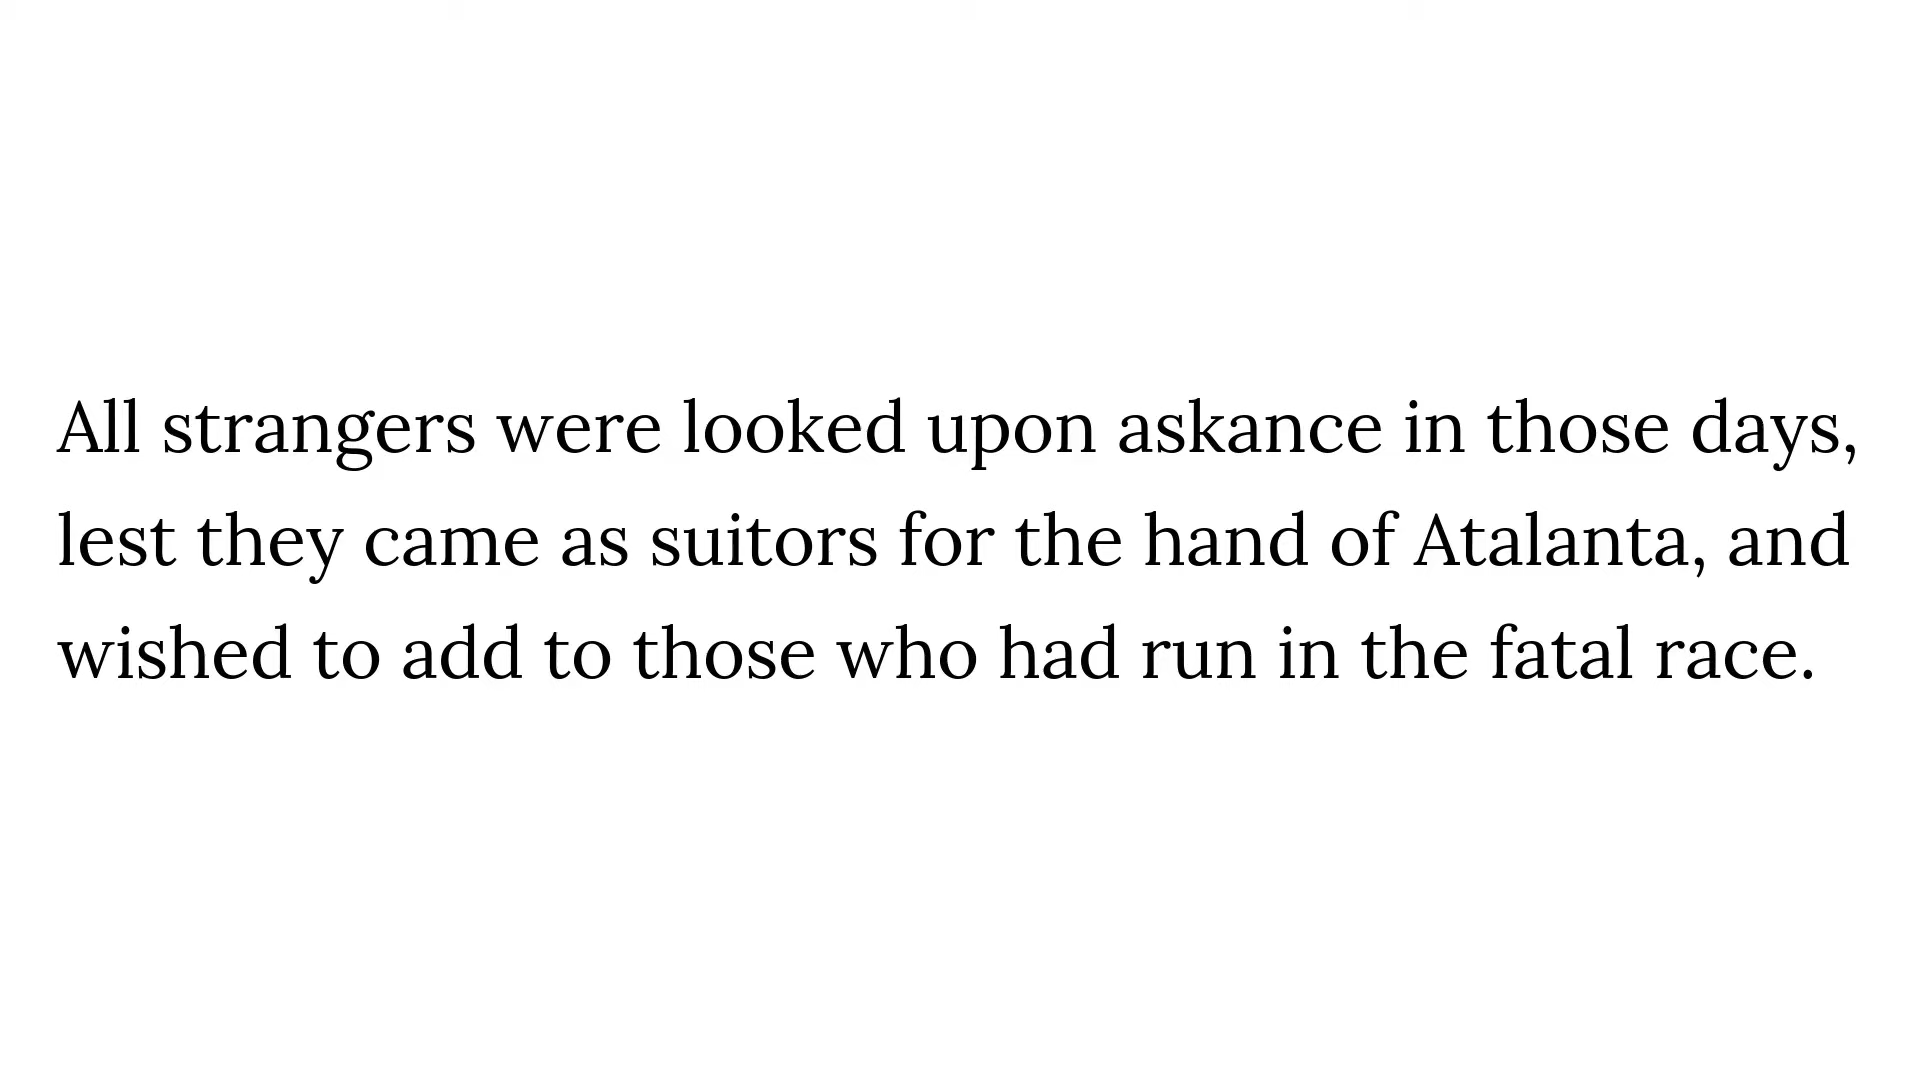 All strangers were looked upon askance in those days,
lest they came as suitors for the hand of Atalanta, and
wished to add to those who had run in the fatal race.